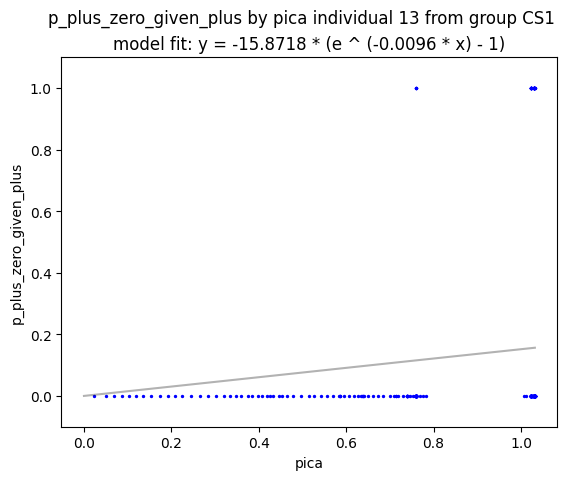 p_plus_zero_given_plus by pica individual 13 from group CS1
model fit: y = -15.8718 * (e ^ (-0.0096 * x) - 1)
1.0
0.8
0.6
0.4
0.2
0.0
p_plus_zero_given_plus
0.0 0.2 0.4 0.6 0.8 1.0
pica